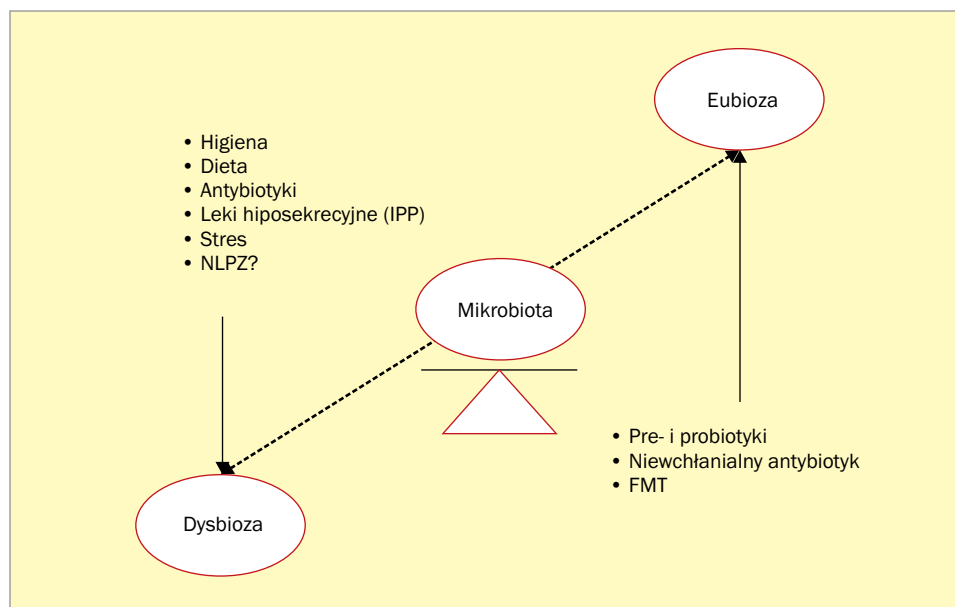 Eubioza
• Higiena
• Dieta
• Antybiotyki
• Leki hiposekrecyjne (IPP)
• Stres
• NLPZ?
Mikrobiota
• Pre- i probiotyki
• Niewchłanialny antybiotyk
• FMT
Dysbioza